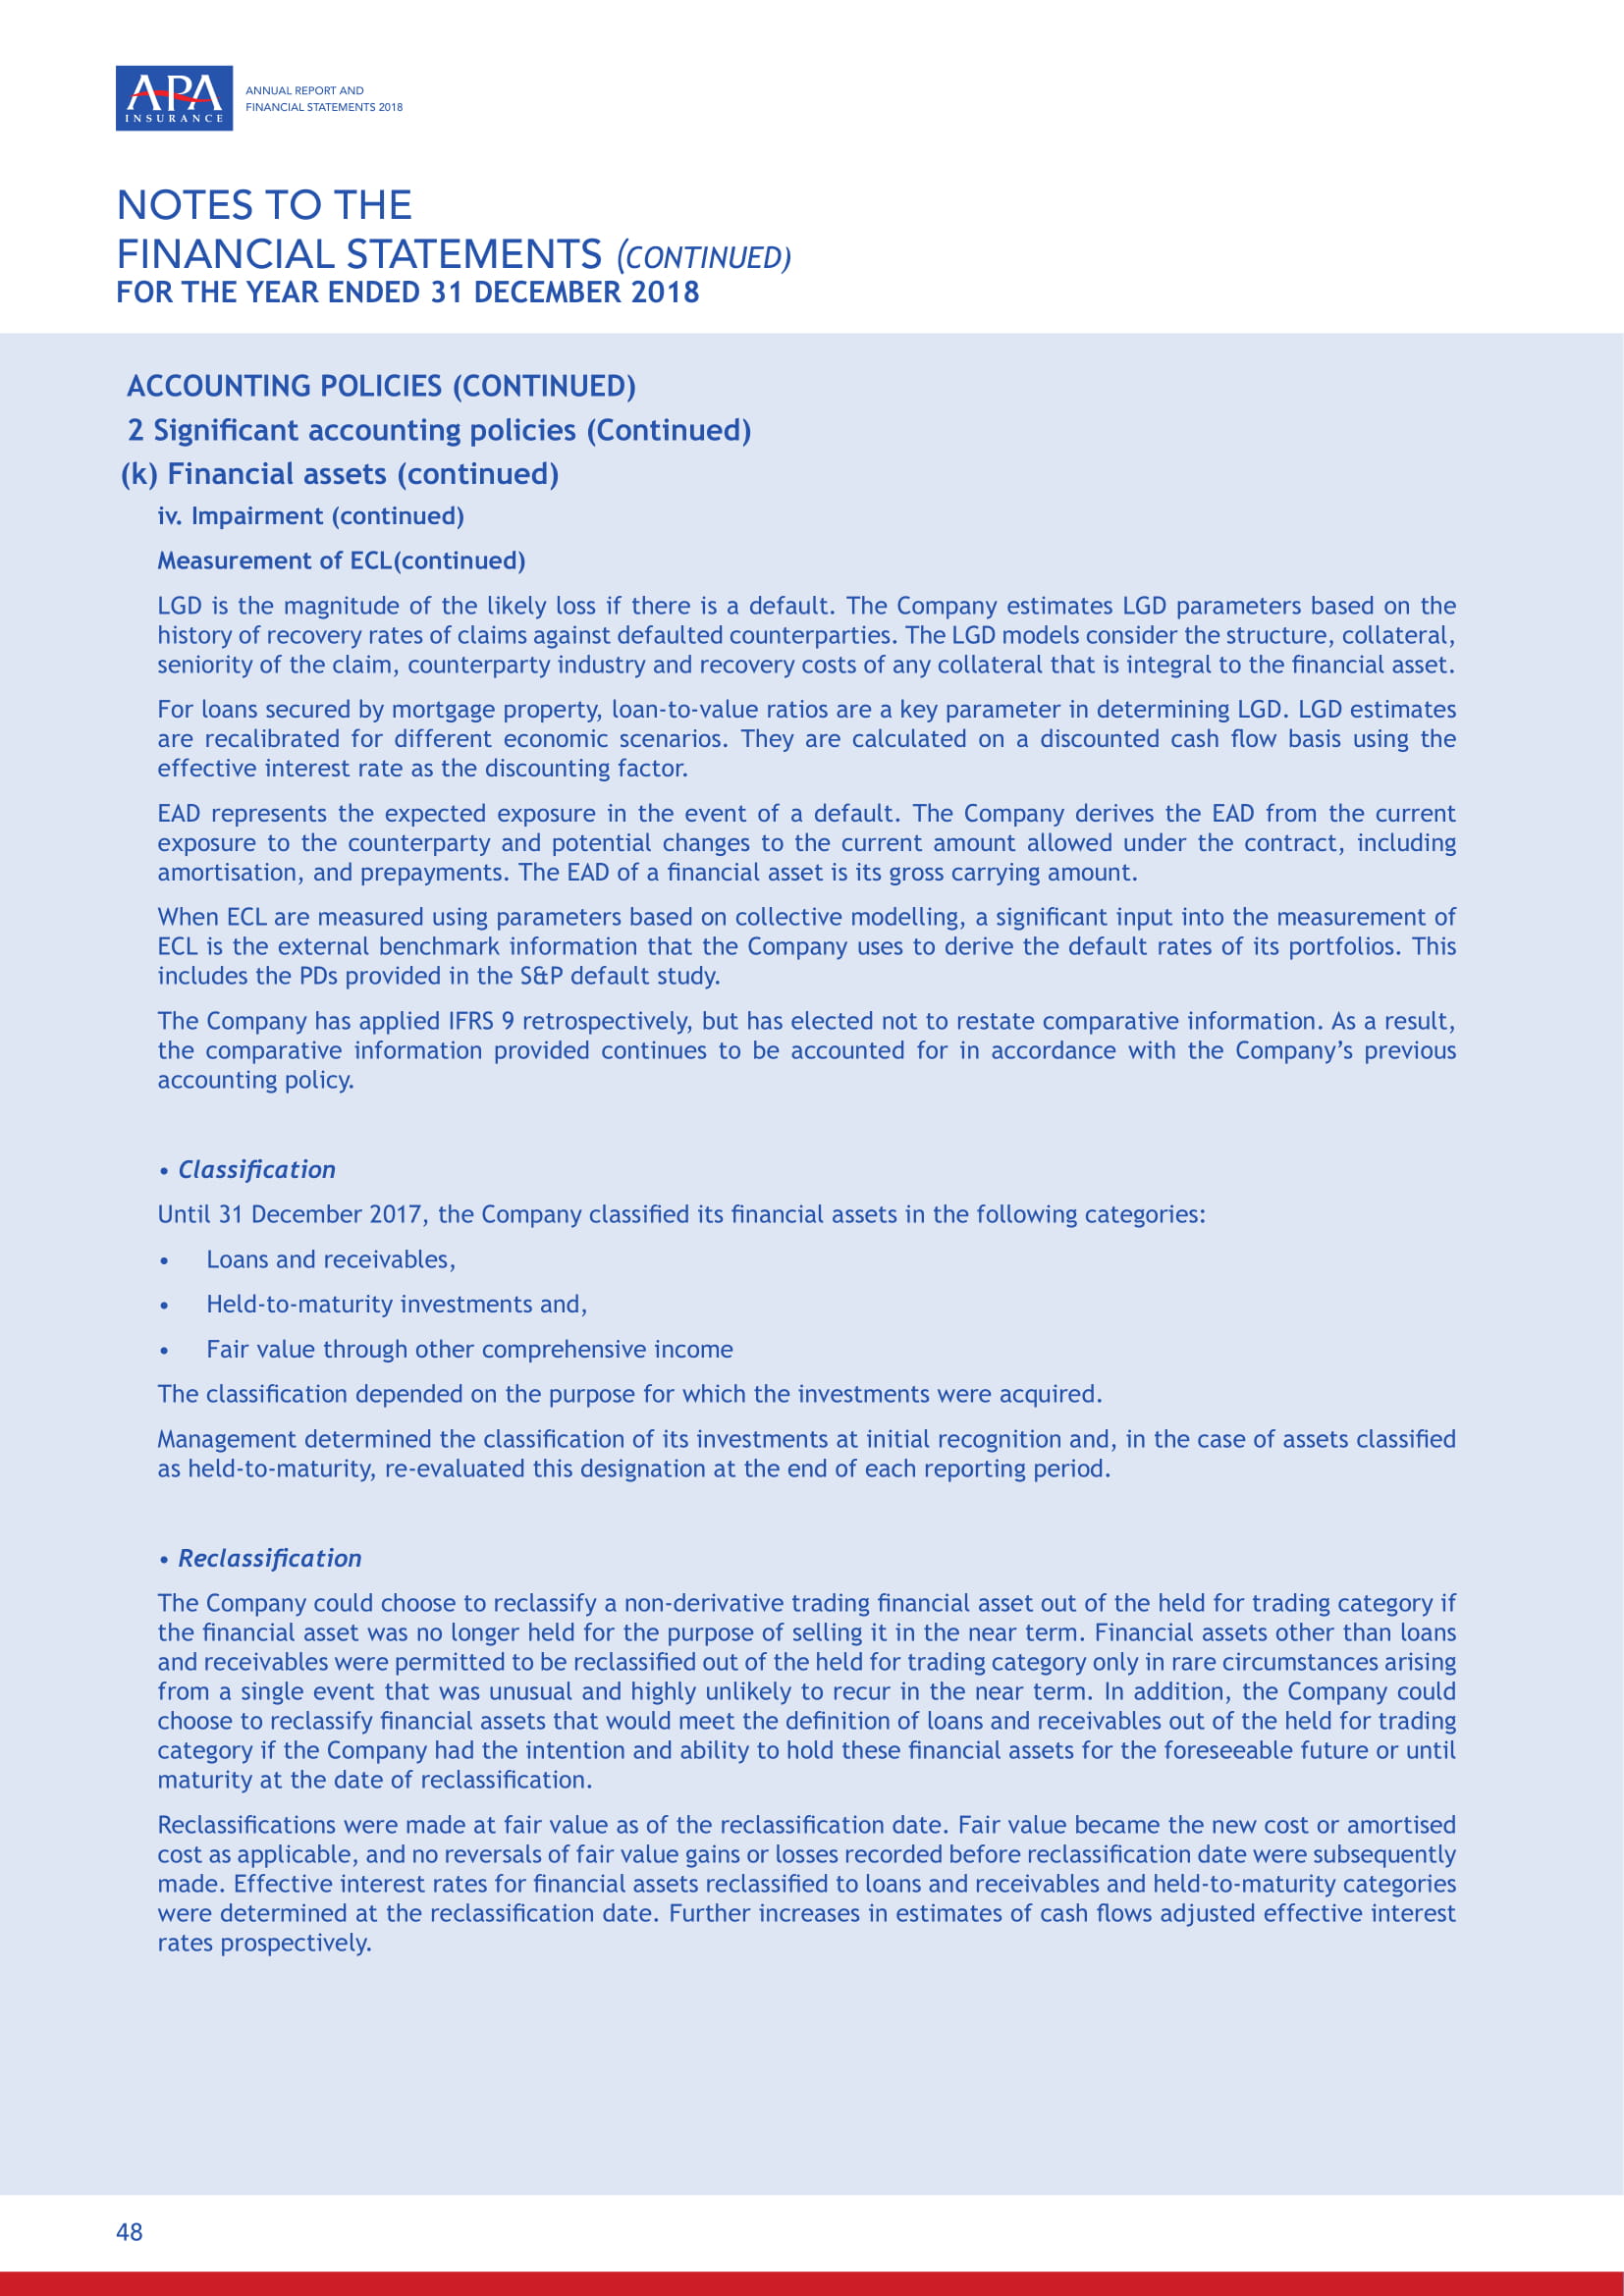 APA
INSURANCE
ANNUAL REPORT AND
FINANCIAL STATEMENTS 2018
NOTES TO THE
FINANCIAL STATEMENTS (CONTINUED)
FOR THE YEAR ENDED 31 DECEMBER 2018
ACCOUNTING POLICIES (CONTINUED)
2 Significant accounting policies (Continued)
(k) Financial assets (continued)
iv. Impairment (continued)
Measurement of ECL(continued)
LGD is the magnitude of the likely loss if there is a default. The Company estimates LGD parameters based on the
history of recovery rates of claims against defaulted counterparties. The LGD models consider the structure, collateral,
seniority of the claim, counterparty industry and recovery costs of any collateral that is integral to the financial asset.
For loans secured by mortgage property, loan-to-value ratios are a key parameter in determining LGD. LGD estimates
are recalibrated for different economic scenarios. They are calculated on a discounted cash flow basis using the
effective interest rate as the discounting factor.
EAD represents the expected exposure in the event of a default. The Company derives the EAD from the current
exposure to the counterparty and potential changes to the current amount allowed under the contract, including
amortisation, and prepayments. The EAD of a financial asset is its gross carrying amount.
When ECL are measured using parameters based on collective modelling, a significant input into the measurement of
ECL is the external benchmark information that the Company uses to derive the default rates of its portfolios. This
includes the PDs provided in the S&P default study.
The Company has applied IFRS 9 retrospectively, but has elected not to restate comparative information. As a result,
the comparative information provided continues to be accounted for in accordance with the Company’s previous
accounting policy.
• Classification
Until 31 December 2017, the Company classified its financial assets in the following categories:
• Loans and receivables,
• Held-to-maturity investments and,
• Fair value through other comprehensive income
The classification depended on the purpose for which the investments were acquired.
Management determined the classification of its investments at initial recognition and, in the case of assets classified
as held-to-maturity, re-evaluated this designation at the end of each reporting period.
• Reclassification
The Company could choose to reclassify a non-derivative trading financial asset out of the held for trading category if
the financial asset was no longer held for the purpose of selling it in the near term. Financial assets other than loans
and receivables were permitted to be reclassified out of the held for trading category only in rare circumstances arising
from a single event that was unusual and highly unlikely to recur in the near term. In addition, the Company could
choose to reclassify financial assets that would meet the definition of loans and receivables out of the held for trading
category if the Company had the intention and ability to hold these financial assets for the foreseeable future or until
maturity at the date of reclassification.
Reclassifications were made at fair value as of the reclassification date. Fair value became the new cost or amortised
cost as applicable, and no reversals of fair value gains or losses recorded before reclassification date were subsequently
made. Effective interest rates for financial assets reclassified to loans and receivables and held-to-maturity categories
were determined at the reclassification date. Further increases in estimates of cash flows adjusted effective interest
rates prospectively.
48